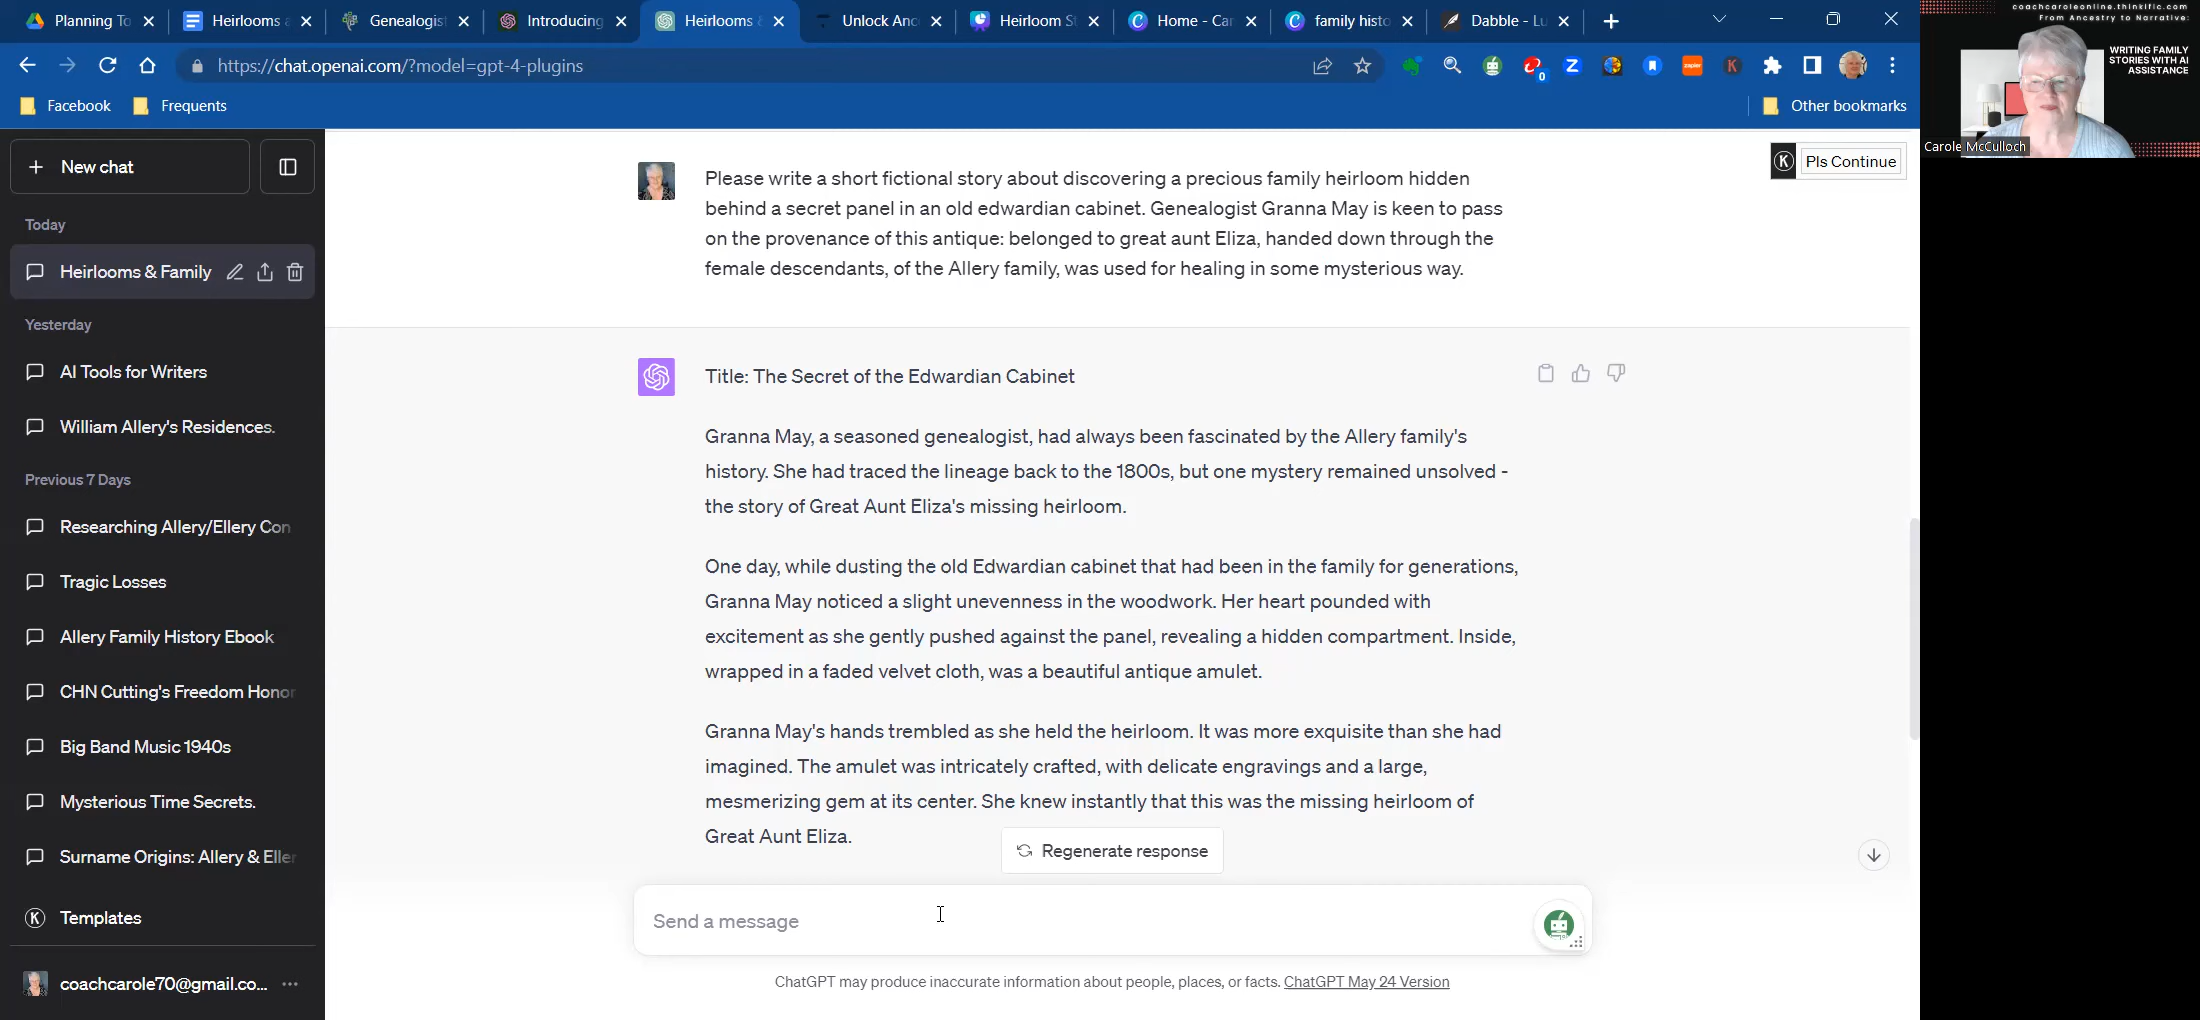 Planning To
Heirlooms a
Genealogist
Introducing
Heirlooms &
Unlock Anc
Heirloom S
Home - Car
family histo
Dabble - Lu
https://chat.openai.com/?model=gpt-4-plugins
0
Z
zapier
K
Facebook
Frequents
Other bookmarks
coachcaroleonline.thinkific.com
From Ancestry to Narrative:
WRITING FAMILY
STORIES WITH AI
ASSISTANCE
Carole McCulloch
New chat
Today
Heirlooms & Family
Yesterday
AI Tools for Writers
William Allery's Residences.
Previous 7 Days
Researching Allery/Ellery Con
Tragic Losses
Allery Family History Ebook
CHN Cutting's Freedom Honor
Big Band Music 1940s
Mysterious Time Secrets.
Surname Origins: Allery & Eller
K
Templates
coachcarole70@gmail.co...
K
Pls Continue
Please write a short fictional story about discovering a precious family heirloom hidden
behind a secret panel in an old edwardian cabinet. Genealogist Granna May is keen to pass
on the provenance of this antique: belonged to great aunt Eliza, handed down through the
female descendants, of the Allery family, was used for healing in some mysterious way.
Title: The Secret of the Edwardian Cabinet
Granna May, a seasoned genealogist, had always been fascinated by the Allery family's
history. She had traced the lineage back to the 1800s, but one mystery remained unsolved -
the story of Great Aunt Eliza's missing heirloom.
One day, while dusting the old Edwardian cabinet that had been in the family for generations,
Granna May noticed a slight unevenness in the woodwork. Her heart pounded with
excitement as she gently pushed against the panel, revealing a hidden compartment. Inside,
wrapped in a faded velvet cloth, was a beautiful antique amulet.
Granna May's hands trembled as she held the heirloom. It was more exquisite than she had
imagined. The amulet was intricately crafted, with delicate engravings and a large,
mesmerizing gem at its center. She knew instantly that this was the missing heirloom of
Great Aunt Eliza.
Regenerate response
Send a message
ChatGPT may produce inaccurate information about people, places, or facts. ChatGPT May 24 Version